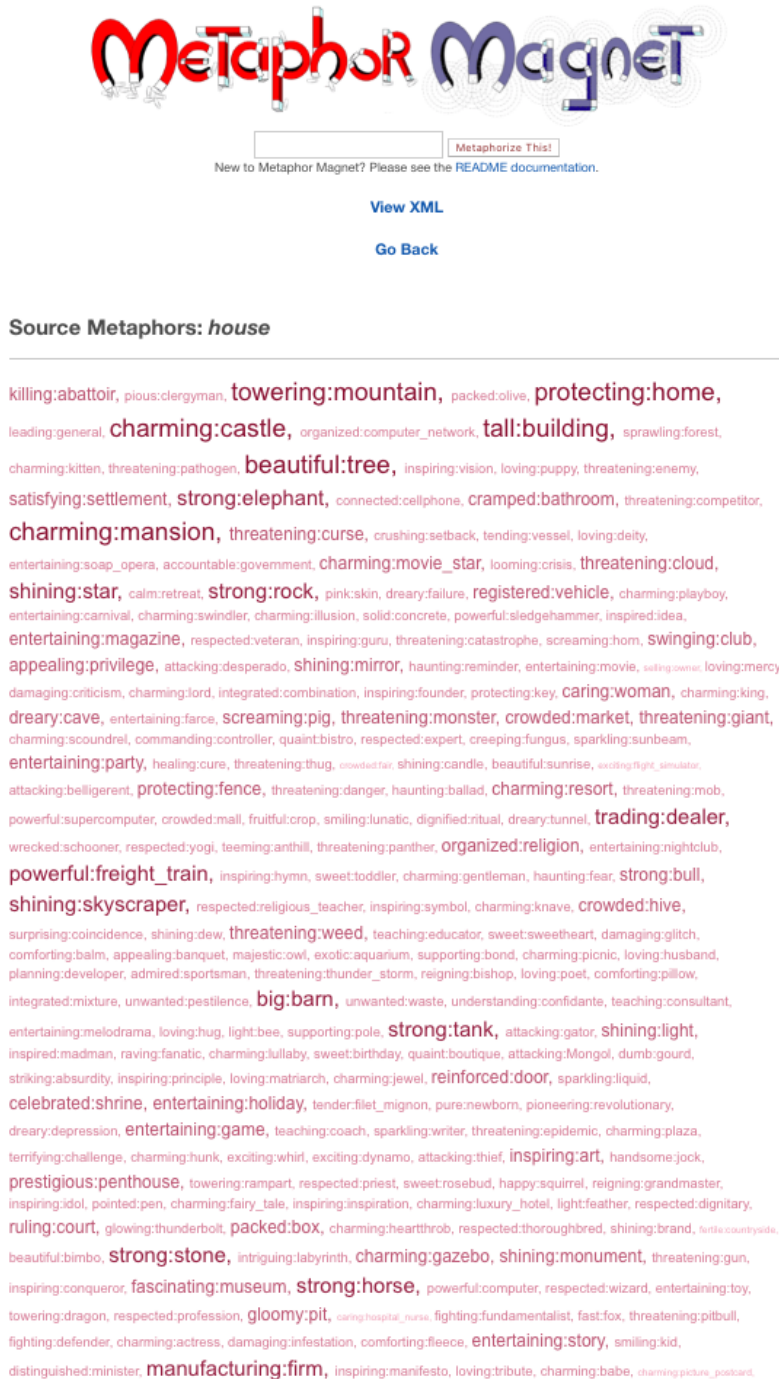 Metaphor Magnet
Metaphorize This!
New to Metaphor Magnet? Please see the README documentation.
View XML
Go Back
Source Metaphors: house
killing:abattoir, pious:clergyman, towering:mountain, packed:olive, protecting:home,
leading:general, charming:castle, organized:computer_network, tall:building, sprawling:forest,
charming:kitten, threatening:pathogen, beautiful:tree, inspiring:vision, loving:puppy, threatening:enemy,
satisfying:settlement, strong:elephant, connected:cellphone, cramped:bathroom, threatening:competitor,
charming:mansion, threatening:curse, crushing:setback, tending:vessel, loving:deity,
entertaining:soap_opera, accountable:government, charming:movie_star, looming:crisis, threatening:cloud,
shining:star, calm:retreat, strong:rock, pink:skin, dreary:failure, registered:vehicle, charming:playboy,
entertaining:carnival, charming:swindler, charming:illusion, solid:concrete, powerful:sledgehammer, inspired:idea,
entertaining:magazine, respected:veteran, inspiring:guru, threatening:catastrophe, screaming:horn, swinging:club,
appealing:privilege, attacking:desperado, shining:mirror, haunting:reminder, entertaining:movie, selling:owner, loving:mercy
damaging:criticism, charming:lord, integrated:combination, inspiring:founder, protecting:key, caring:woman, charming:king,
dreary:cave, entertaining:farce, screaming:pig, threatening:monster, crowded:market, threatening:giant,
charming:scoundrel, commanding:controller, quaint:bistro, respected:expert, creeping:fungus, sparkling:sunbeam,
entertaining:party, healing:cure, threatening:thug, crowded:fair, shining:candle, beautiful:sunrise, exciting:flight_simulator,
attacking:belligerent, protecting:fence, threatening:danger, haunting:ballad, charming:resort, threatening:mob,
powerful:supercomputer, crowded:mall, fruitful:crop, smiling:lunatic, dignified:ritual, dreary:tunnel, trading:dealer,
wrecked:schooner, respected:yogi, teeming:anthill, threatening:panther, organized:religion, entertaining:nightclub,
powerful:freight_train, inspiring:hymn, sweet:toddler, charming:gentleman, haunting:fear, strong:bull,
shining:skyscraper, respected:religious_teacher, inspiring:symbol, charming:knave, crowded:hive,
surprising:coincidence, shining:dew, threatening:weed, teaching:educator, sweet:sweetheart, damaging:glitch,
comforting:balm, appealing:banquet, majestic:owl, exotic:aquarium, supporting:bond, charming:picnic, loving:husband,
planning:developer, admired:sportsman, threatening:thunder_storm, reigning:bishop, loving:poet, comforting:pillow,
integrated:mixture, unwanted:pestilence, big:barn, unwanted:waste, understanding:confidante, teaching:consultant,
entertaining:melodrama, loving:hug, light:bee, supporting:pole, strong:tank, attacking:gator, shining:light,
inspired:madman, raving:fanatic, charming:lullaby, sweet:birthday, quaint:boutique, attacking:Mongol, dumb:gourd,
striking:absurdity, inspiring:principle, loving:matriarch, charming:jewel, reinforced:door, sparkling:liquid,
celebrated:shrine, entertaining:holiday, tender:filet_mignon, pure:newborn, pioneering:revolutionary,
dreary:depression, entertaining:game, teaching:coach, sparkling:writer, threatening:epidemic, charming:plaza,
terrifying:challenge, charming:hunk, exciting:whirl, exciting:dynamo, attacking:thief, inspiring:art, handsome:jock,
prestigious:penthouse, towering:rampart, respected:priest, sweet:rosebud, happy:squirrel, reigning:grandmaster,
inspiring:idol, pointed:pen, charming:fairy_tale, inspiring:inspiration, charming:luxury_hotel, light:feather, respected:dignitary,
ruling:court, glowing:thunderbolt, packed:box, charming:heartthrob, respected:thoroughbred, shining:brand, fertile:countryside,
beautiful:bimbo, strong:stone, intriguing:labyrinth, charming:gazebo, shining:monument, threatening:gun,
inspiring:conqueror, fascinating:museum, strong:horse, powerful:computer, respected:wizard, entertaining:toy,
towering:dragon, respected:profession, gloomy:pit, caring:hospital_nurse, fighting:fundamentalist, fast:fox, threatening:pitbull,
fighting:defender, charming:actress, damaging:infestation, comforting:fleece, entertaining:story, smiling:kid,
distinguished:minister, manufacturing:firm, inspiring:manifesto, loving:tribute, charming:babe, charming:picture_postcard,